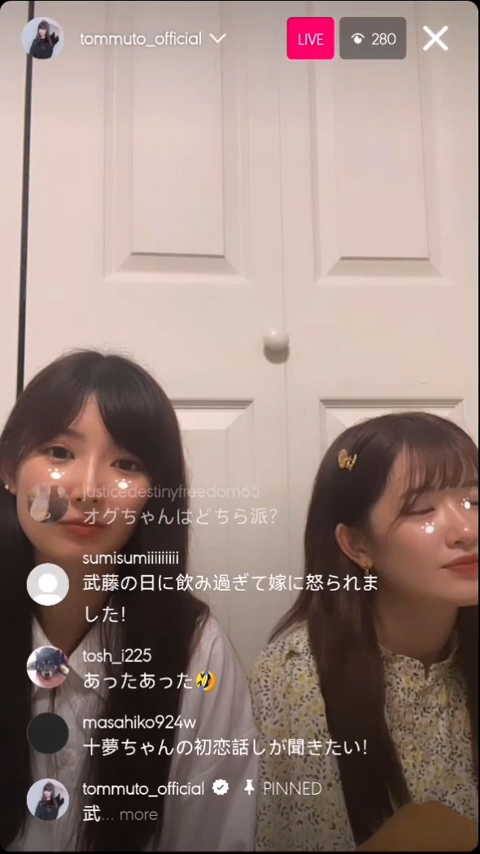 tommuto_official
LIVE
280
justicedestinyfreedom65
オグちゃんはどちら派?
sumisumiiiiiiiii
武藤の日に飲み過ぎて嫁に怒られま
した!
tosh_i225
あったあった🤣
masahiko924w
十夢ちゃんの初恋話しが聞きたい!
tommuto_official PINNED
武... more